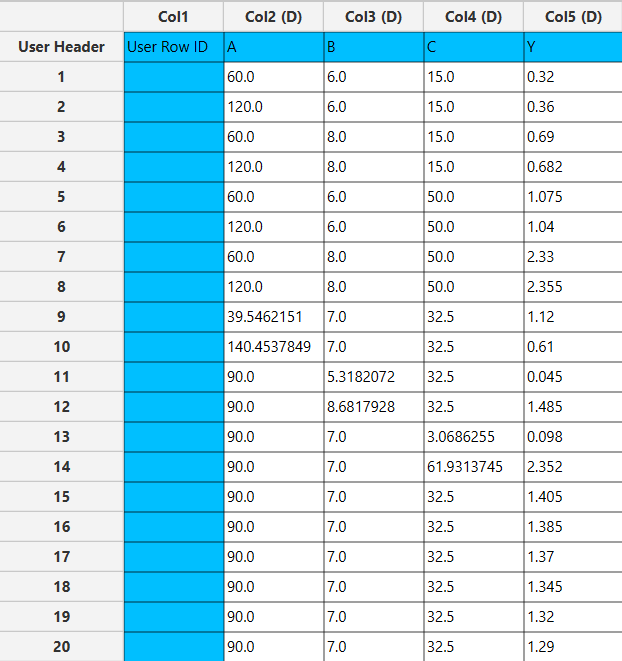 Col1 Col2 (D) Col3 (D) Col4 (D) Col5 (D)
User Header User Row ID A B C Y
1 60.0 6.0 15.0 0.32
2 120.0 6.0 15.0 0.36
3 60.0 8.0 15.0 0.69
4 120.0 8.0 15.0 0.682
5 60.0 6.0 50.0 1.075
6 120.0 6.0 50.0 1.04
7 60.0 8.0 50.0 2.33
8 120.0 8.0 50.0 2.355
9 39.5462151 7.0 32.5 1.12
10 140.4537849 7.0 32.5 0.61
11 90.0 5.3182072 32.5 0.045
12 90.0 8.6817928 32.5 1.485
13 90.0 7.0 3.0686255 0.098
14 90.0 7.0 61.9313745 2.352
15 90.0 7.0 32.5 1.405
16 90.0 7.0 32.5 1.385
17 90.0 7.0 32.5 1.37
18 90.0 7.0 32.5 1.345
19 90.0 7.0 32.5 1.32
20 90.0 7.0 32.5 1.29